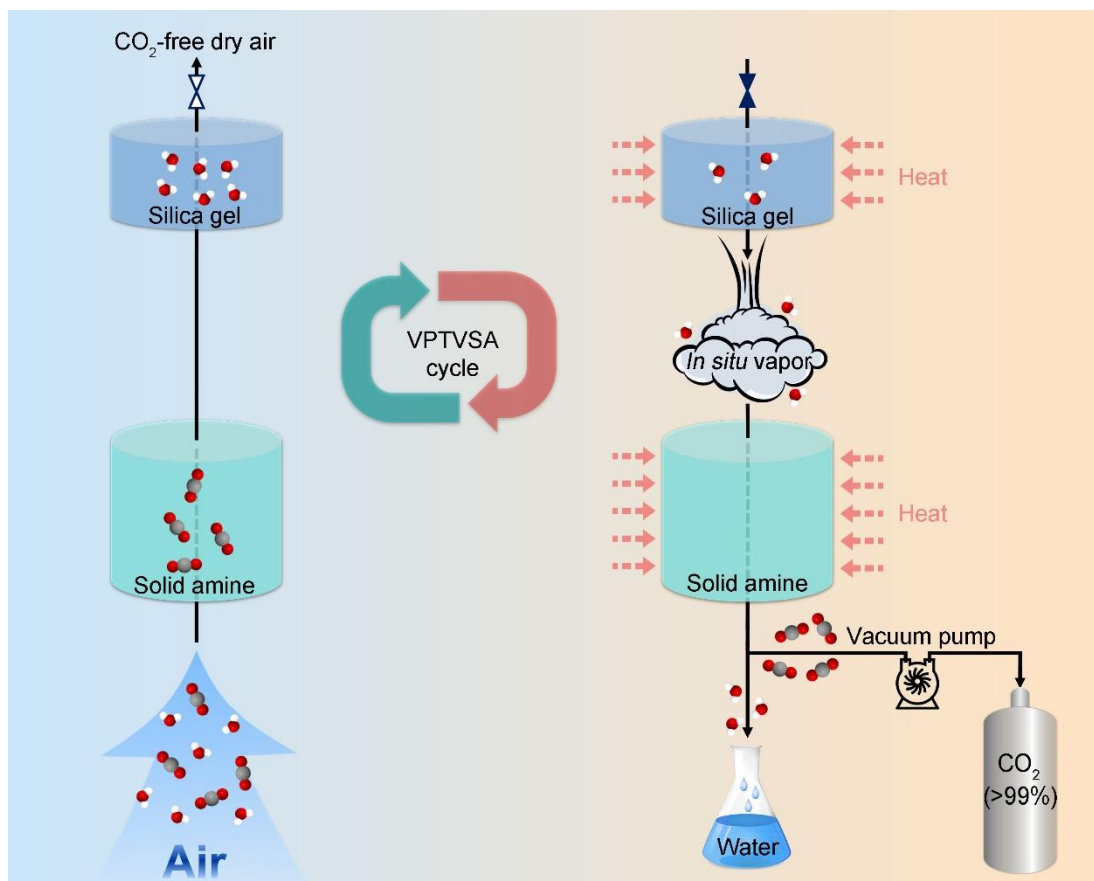 CO₂-free dry air
Silica gel
Solid amine
Air
VPTVSA
cycle
Silica gel
Heat
In situ vapor
Solid amine
Heat
Vacuum pump
Water
CO₂
(>99%)